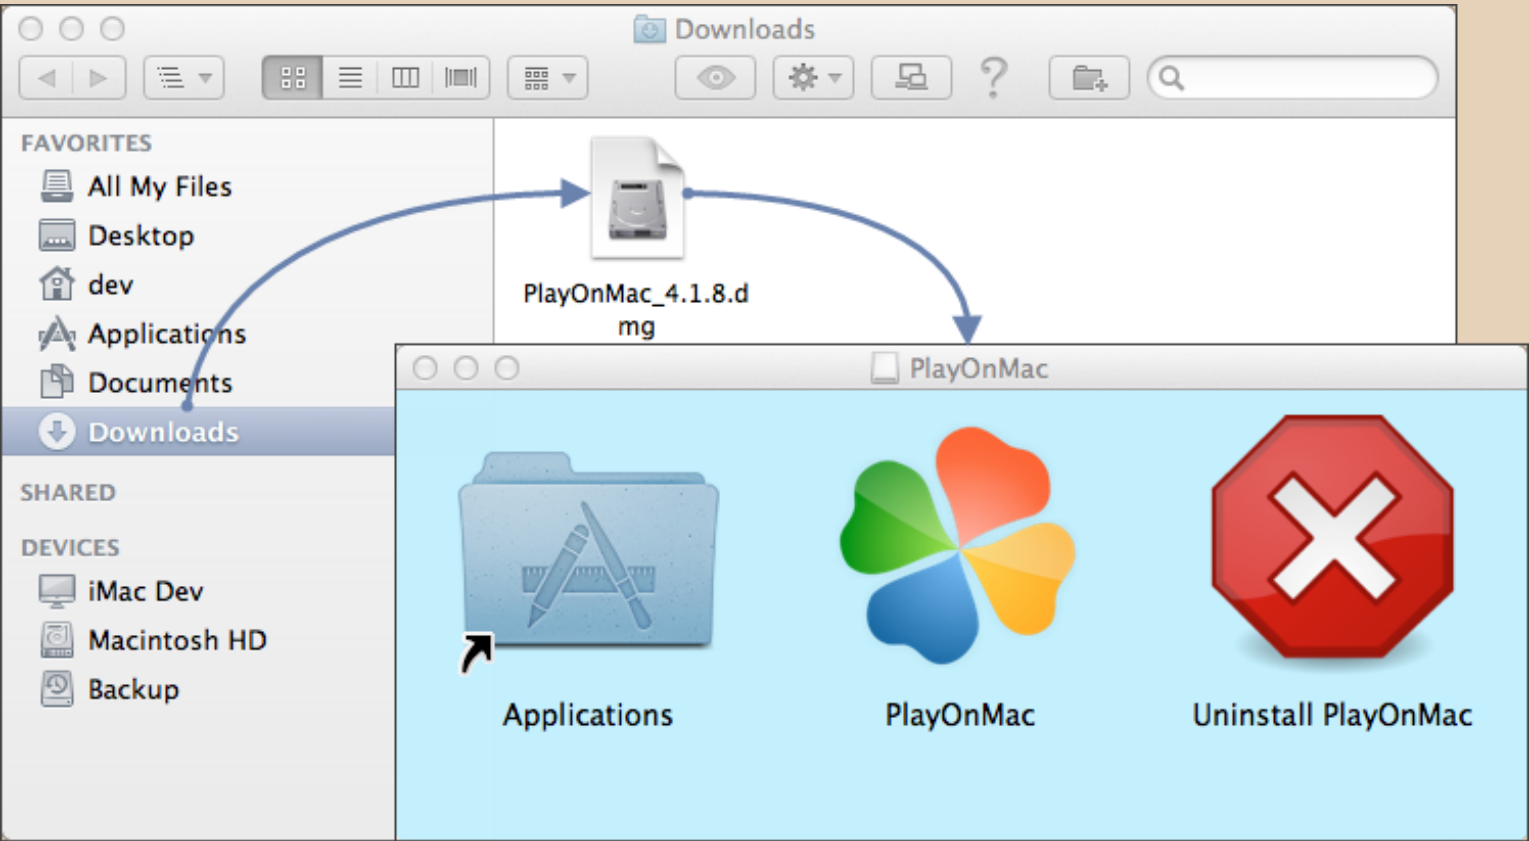 Downloads
FAVORITES
All My Files
Desktop
dev
Applications
Documents
Downloads
SHARED
DEVICES
iMac Dev
Macintosh HD
Backup
PlayOnMac_4.1.8.d
mg
PlayOnMac
Applications
PlayOnMac
Uninstall PlayOnMac